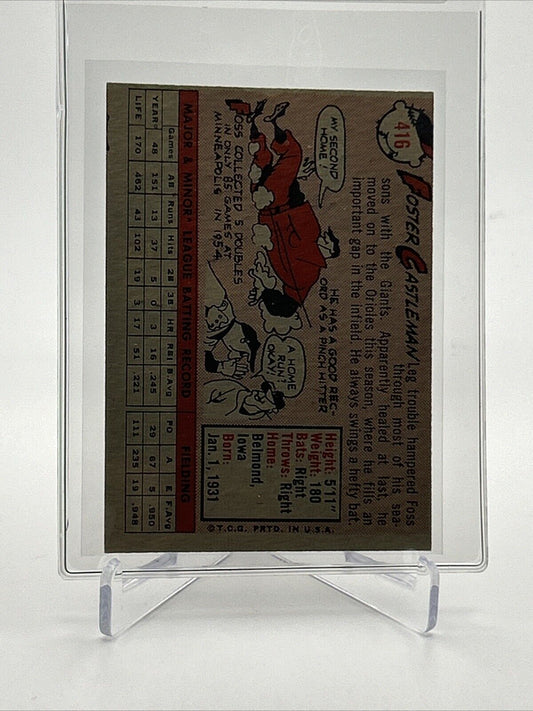 416
FOSTER CASTLEMAN
Leg trouble hampered Foss
through most of his sea-
sons with the Giants. Apparently healed at last, he
moved on to the Orioles this season, where he fills an
important gap in the infield. He always swings a hefty bat.
MY SECOND
HOME!
HE HAS A GOOD REC-
ORD AS A PINCH HITTER
FOSS COLLECTED 5 DOUBLES
IN ONLY 85 GAMES AT
MINNEAPOLIS IN 1954.
A HOME
RUN?
OKAY!
Height: 5'11"
Weight: 180
Bats: Right
Throws: Right
Home:
Belmond,
Iowa
Born:
Jan. 1, 1931
MAJOR & MINOR LEAGUE BATTING RECORD FIELDING
Games AB Runs Hits 2B 3B HR RBI B.Avg PO A E F.Avg
YEAR 48 151 13 37 5 0 3 16 .245 29 67 5 .950
LIFE 170 462 43 102 19 3 17 51 .221 111 235 19 .948
©T.C.G. PRTD. IN U.S.A.